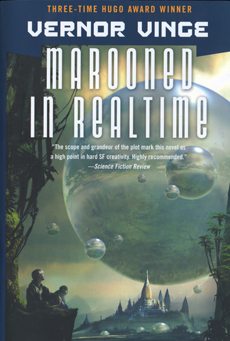 THREE-TIME HUGO AWARD WINNER
VERNOR VINGE
MAROONED
IN REALTIME
"The scope and grandeur of the plot mark this novel as
a high point in hard SF creativity. Highly recommended."
—Science Fiction Review